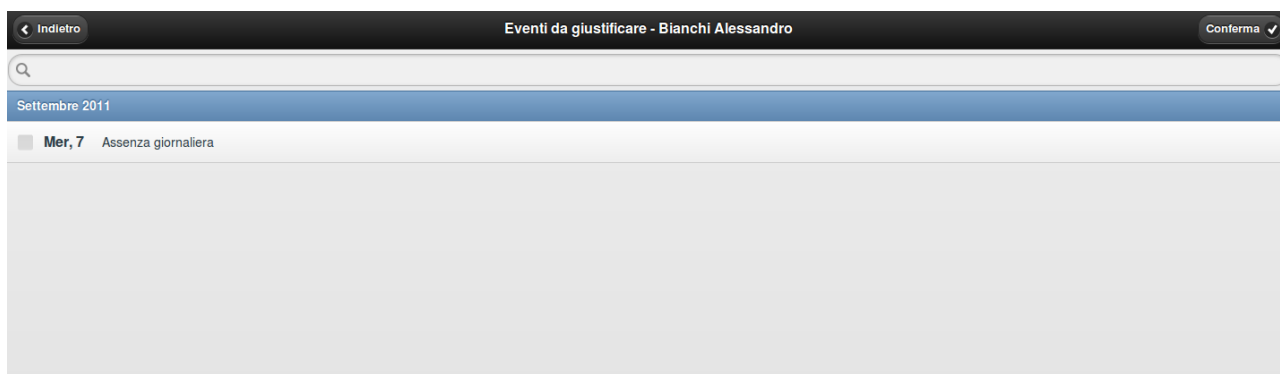 Indietro
Eventi da giustificare - Bianchi Alessandro
Conferma
Settembre 2011
Mer, 7 Assenza giornaliera